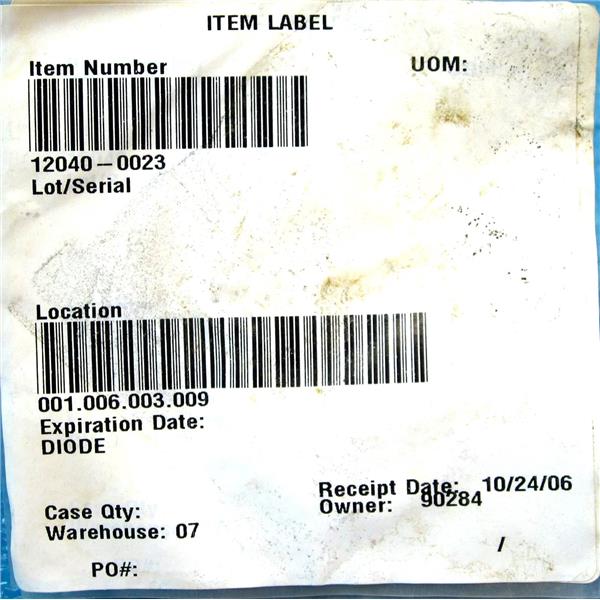 ITEM LABEL
Item Number UOM:
12040-0023
Lot/Serial
Location
001.006.003.009
Expiration Date:
DIODE
Receipt Date: 10/24/06
Case Qty: Owner: 90284
Warehouse: 07
/
PO#: